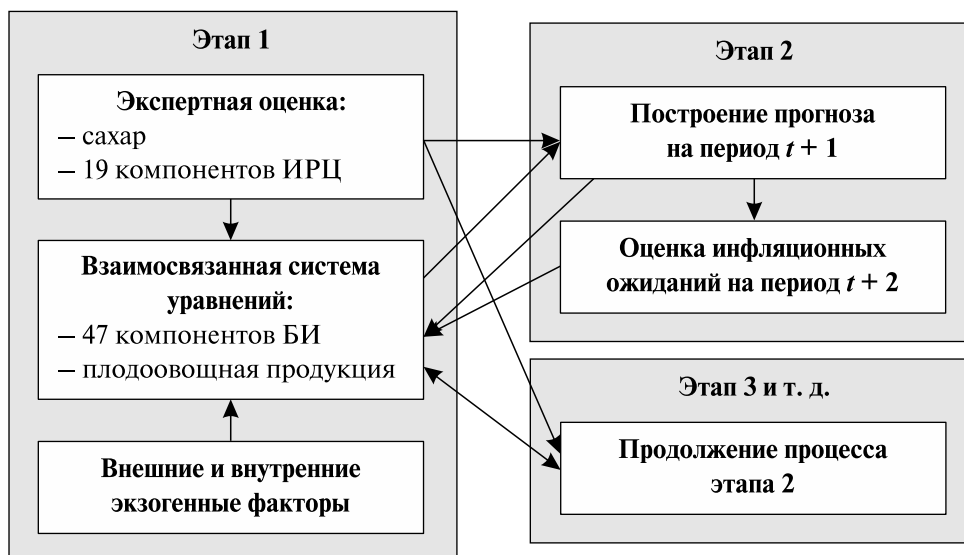 Этап 1
Экспертная оценка:
– сахар
– 19 компонентов ИРЦ
Взаимосвязанная система
уравнений:
– 47 компонентов БИ
– плодоовощная продукция
Внешние и внутренние
экзогенные факторы
Этап 2
Построение прогноза
на период t + 1
Оценка инфляционных
ожиданий на период t + 2
Этап 3 и т. д.
Продолжение процесса
этапа 2